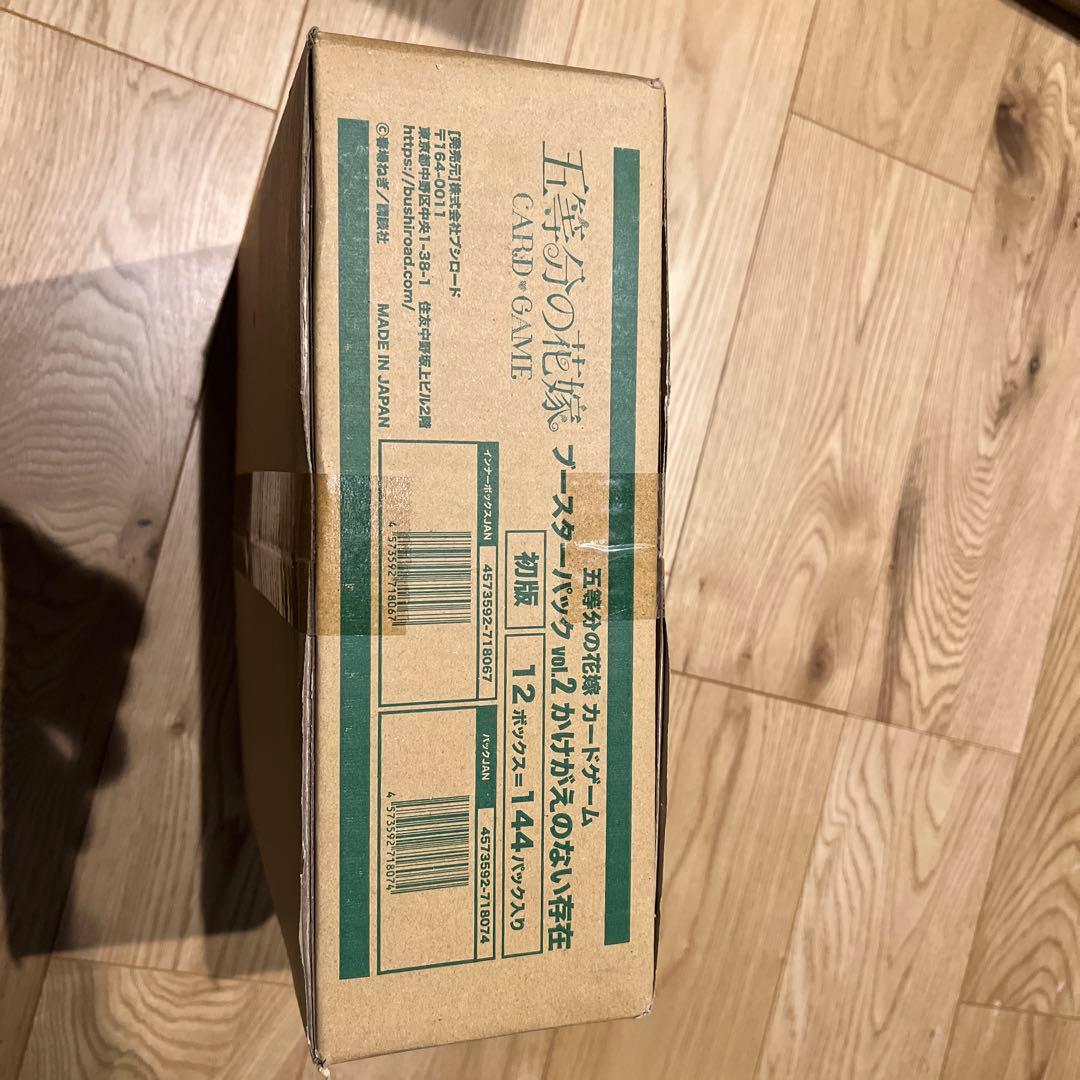 五等分の花嫁
CARD GAME
五等分の花嫁 カードゲーム
ブースターパック vol.2 かけがえのない存在
初版
12ボックス=144パック入り
[発売元]株式会社ブシロード
〒164-0011
東京都中野区中央1-38-1 住友中野坂上ビル2階
https://bushiroad.com/
©春場ねぎ/講談社
MADE IN JAPAN
インナーボックスJAN
4573592-718067
4 573592 718067
パックJAN
4573592-718074
4 573592 718074